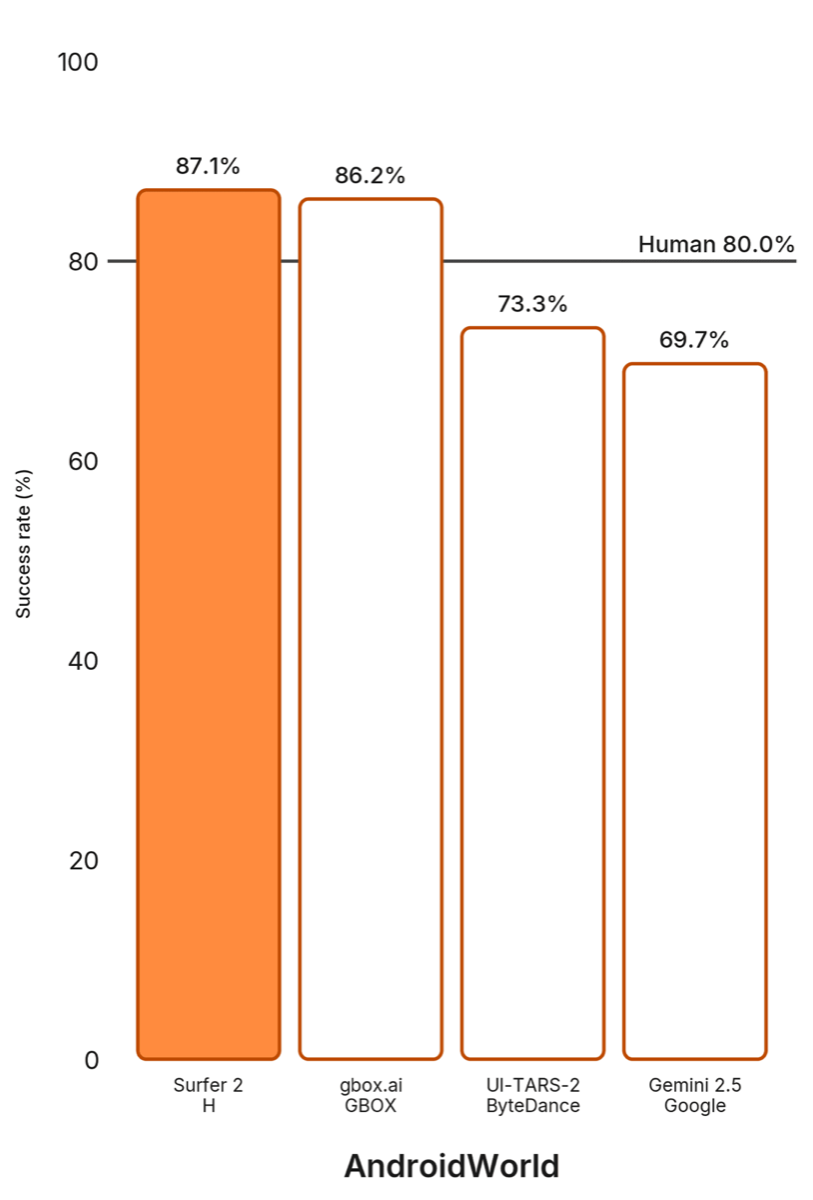 100
87.1%
86.2%
Human 80.0%
80
73.3%
69.7%
60
Success rate (%)
40
20
0
Surfer 2
H
gbox.ai
GBOX
UI-TARS-2
ByteDance
Gemini 2.5
Google
AndroidWorld